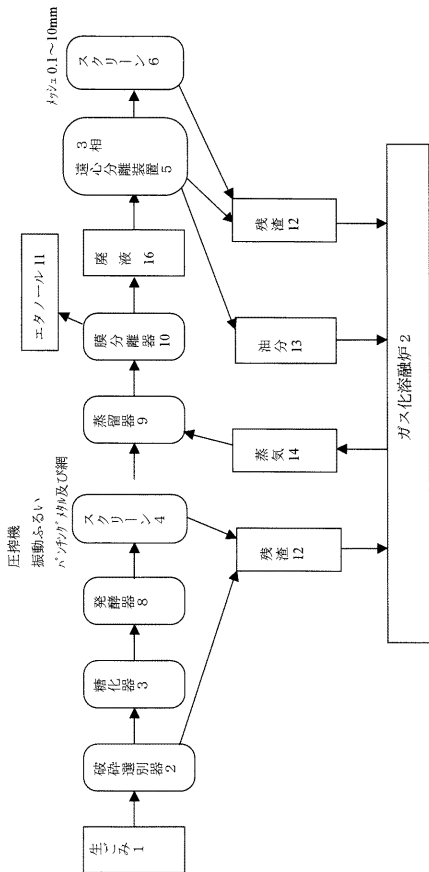 生ごみ 1
破砕選別器 2
糖化器 3
発酵器 8
圧搾機
振動ふるい
パンチングメタル及び網
スクリーン 4
蒸留器 9
膜分離器 10
エタノール 11
廃液 16
3相
遠心分離装置 5
メッシュ 0.1～10mm
スクリーン 6
残渣 12
蒸気 14
油分 13
残渣 12
ガス化溶融炉 2